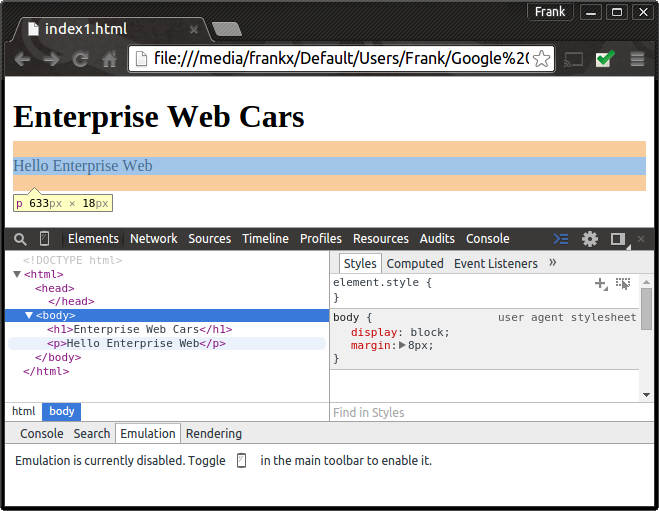 Frank
index1.html
file:///media/frankx/Default/Users/Frank/Google%20
Enterprise Web Cars
Hello Enterprise Web
p 633px × 18px
Elements Network Sources Timeline Profiles Resources Audits Console
<!DOCTYPE html>
<html>
<head>
</head>
<body>
<h1>Enterprise Web Cars</h1>
<p>Hello Enterprise Web</p>
</body>
</html>
html body
Styles Computed Event Listeners »
element.style {
}
body { user agent stylesheet
display: block;
margin: 8px;
}
Find in Styles
Console Search Emulation Rendering
Emulation is currently disabled. Toggle in the main toolbar to enable it.